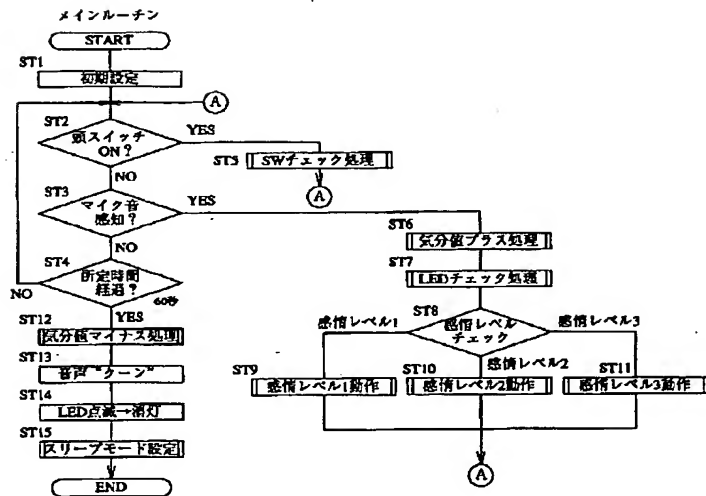 メインルーチン
START
ST1
初期設定
A
ST2
頭スイッチ
ON?
YES
NO
ST5
SWチェック処理
A
ST3
マイク音
感知?
YES
NO
ST6
気分値プラス処理
ST7
LEDチェック処理
ST4
所定時間
経過?
60秒
NO
YES
ST8
感情レベル
チェック
感情レベル1
感情レベル2
感情レベル3
ST9
感情レベル1動作
ST10
感情レベル2動作
ST11
感情レベル3動作
A
ST12
気分値マイナス処理
ST13
音声"クーン"
ST14
LED点滅→消灯
ST15
スリープモード設定
END